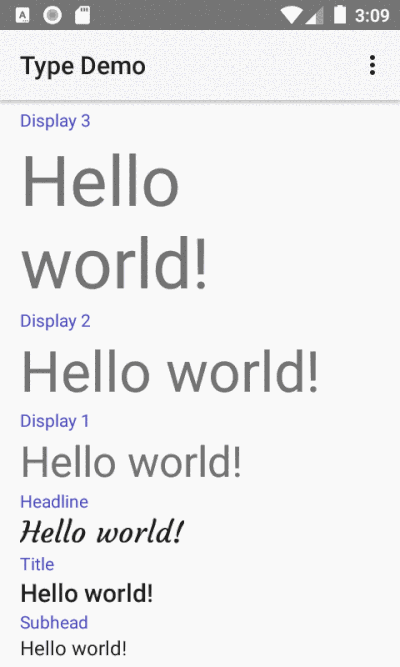 3:09
Type Demo
Display 3
Hello
world!
Display 2
Hello world!
Display 1
Hello world!
Headline
Hello world!
Title
Hello world!
Subhead
Hello world!